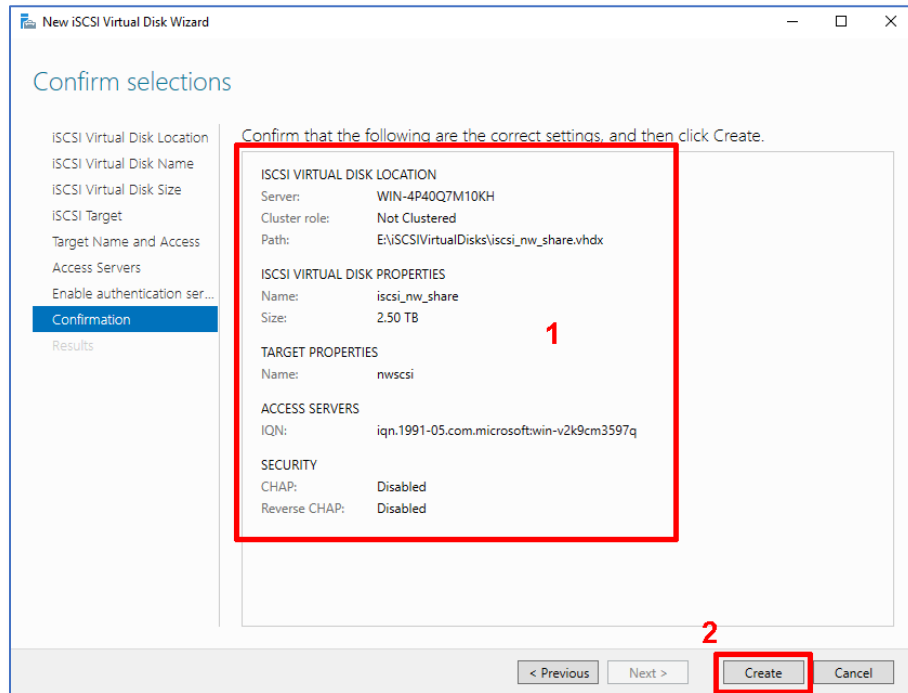 New iSCSI Virtual Disk Wizard
Confirm selections
iSCSI Virtual Disk Location
iSCSI Virtual Disk Name
iSCSI Virtual Disk Size
iSCSI Target
Target Name and Access
Access Servers
Enable authentication ser...
Confirmation
Results
Confirm that the following are the correct settings, and then click Create.
ISCSI VIRTUAL DISK LOCATION
Server: WIN-4P40Q7M10KH
Cluster role: Not Clustered
Path: E:\iSCSIVirtualDisks\iscsi_nw_share.vhdx
ISCSI VIRTUAL DISK PROPERTIES
Name: iscsi_nw_share
Size: 2.50 TB
1
TARGET PROPERTIES
Name: nwscsi
ACCESS SERVERS
IQN: iqn.1991-05.com.microsoft:win-v2k9cm3597q
SECURITY
CHAP: Disabled
Reverse CHAP: Disabled
2
< Previous Next > Create Cancel